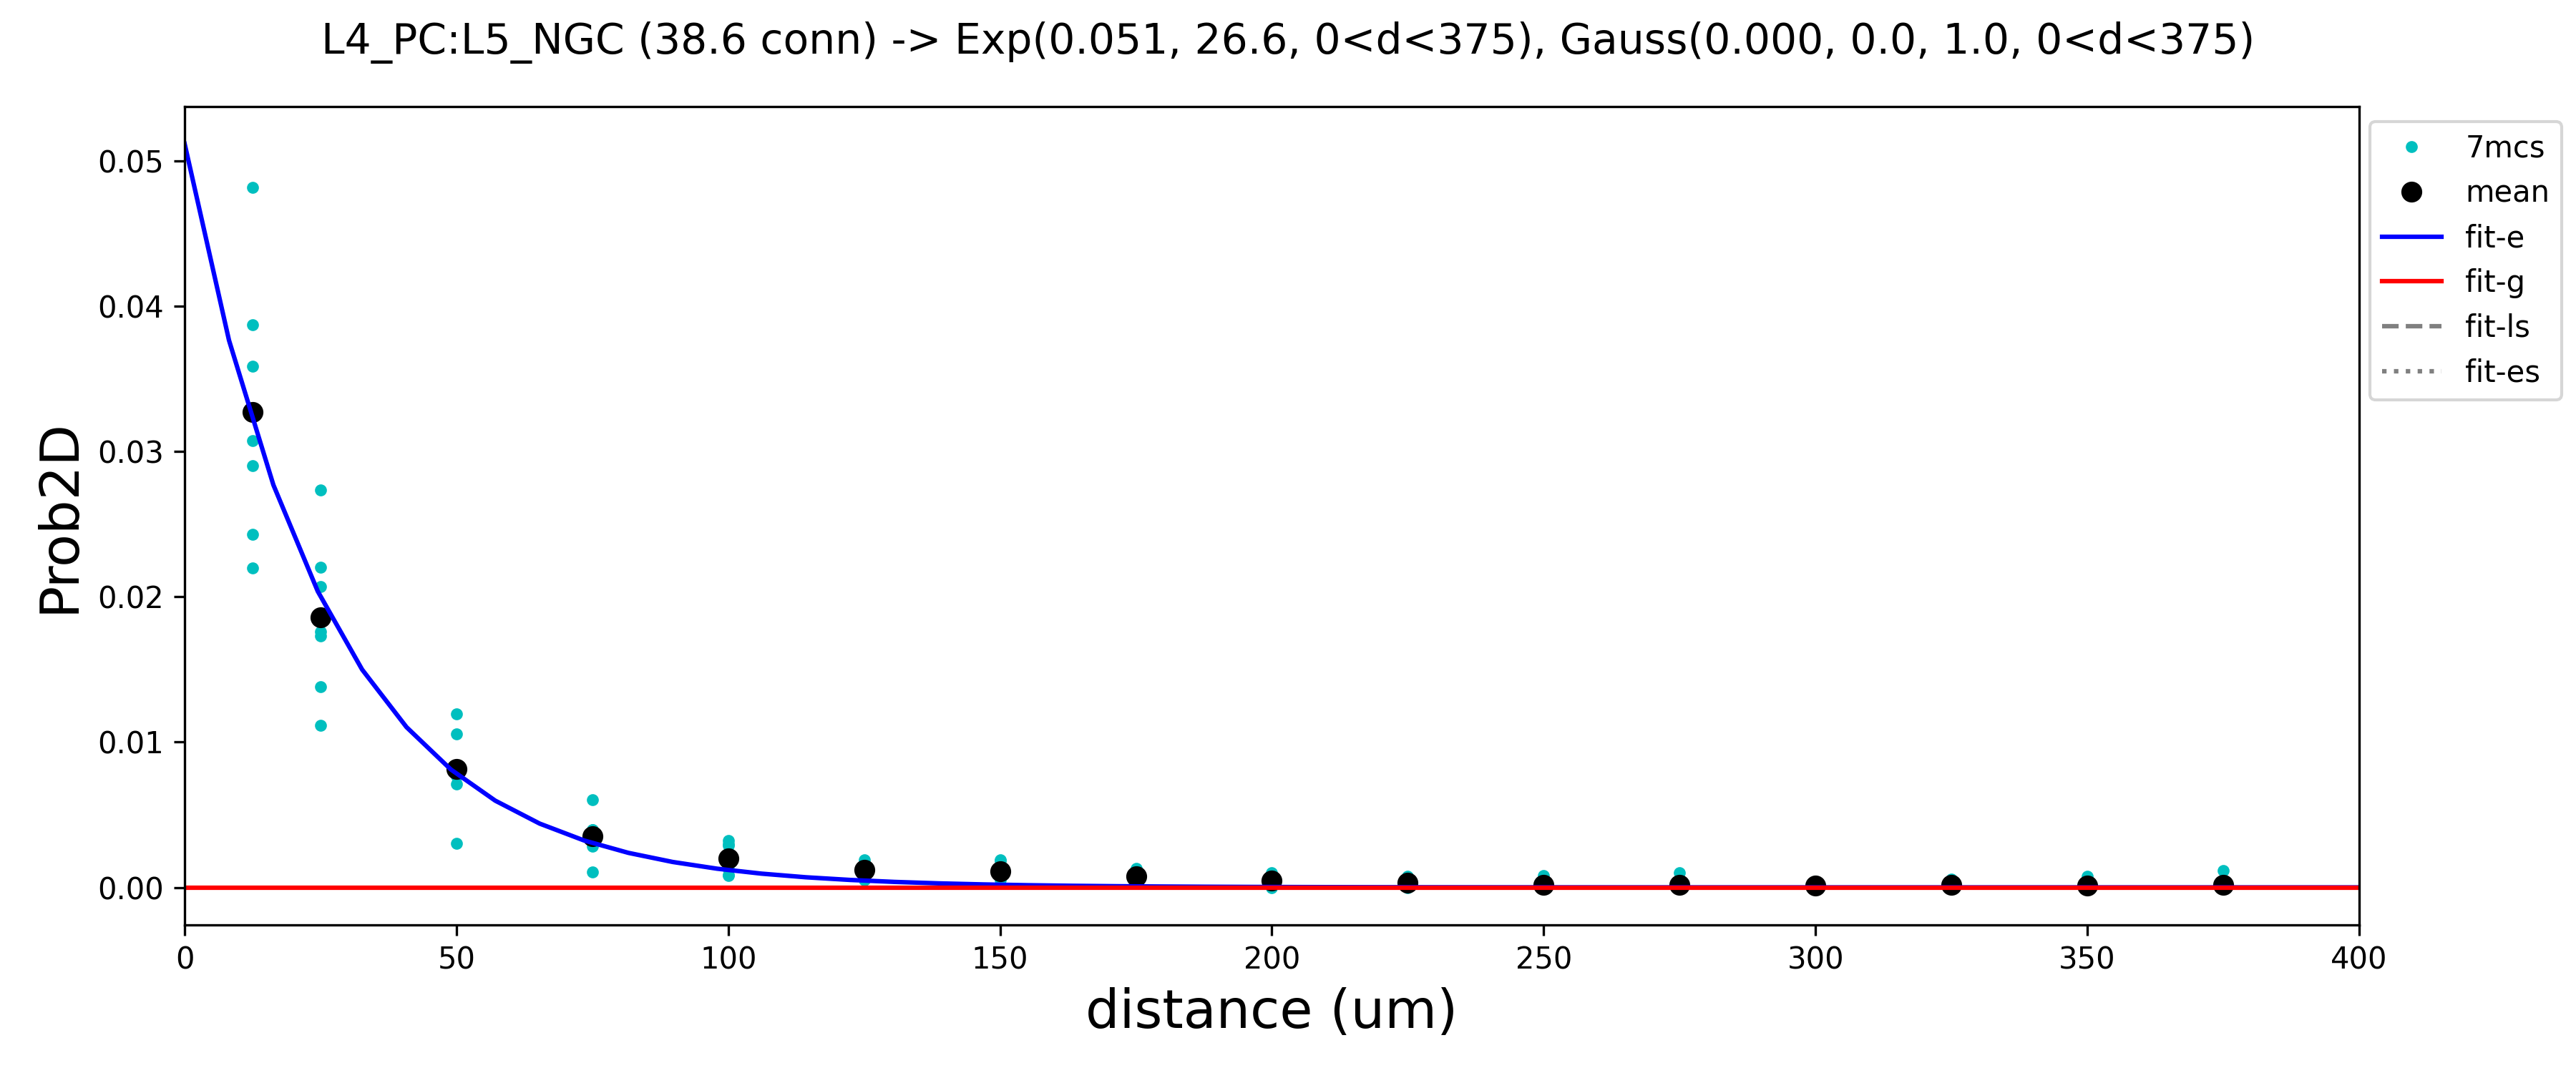 L4_PC:L5_NGC (38.6 conn) -> Exp(0.051, 26.6, 0<d<375), Gauss(0.000, 0.0, 1.0, 0<d<375)
Prob2D
0.05
0.04
0.03
0.02
0.01
0.00
0 50 100 150 200 250 300 350 400
distance (um)
7mcs
mean
fit-e
fit-g
fit-ls
fit-es